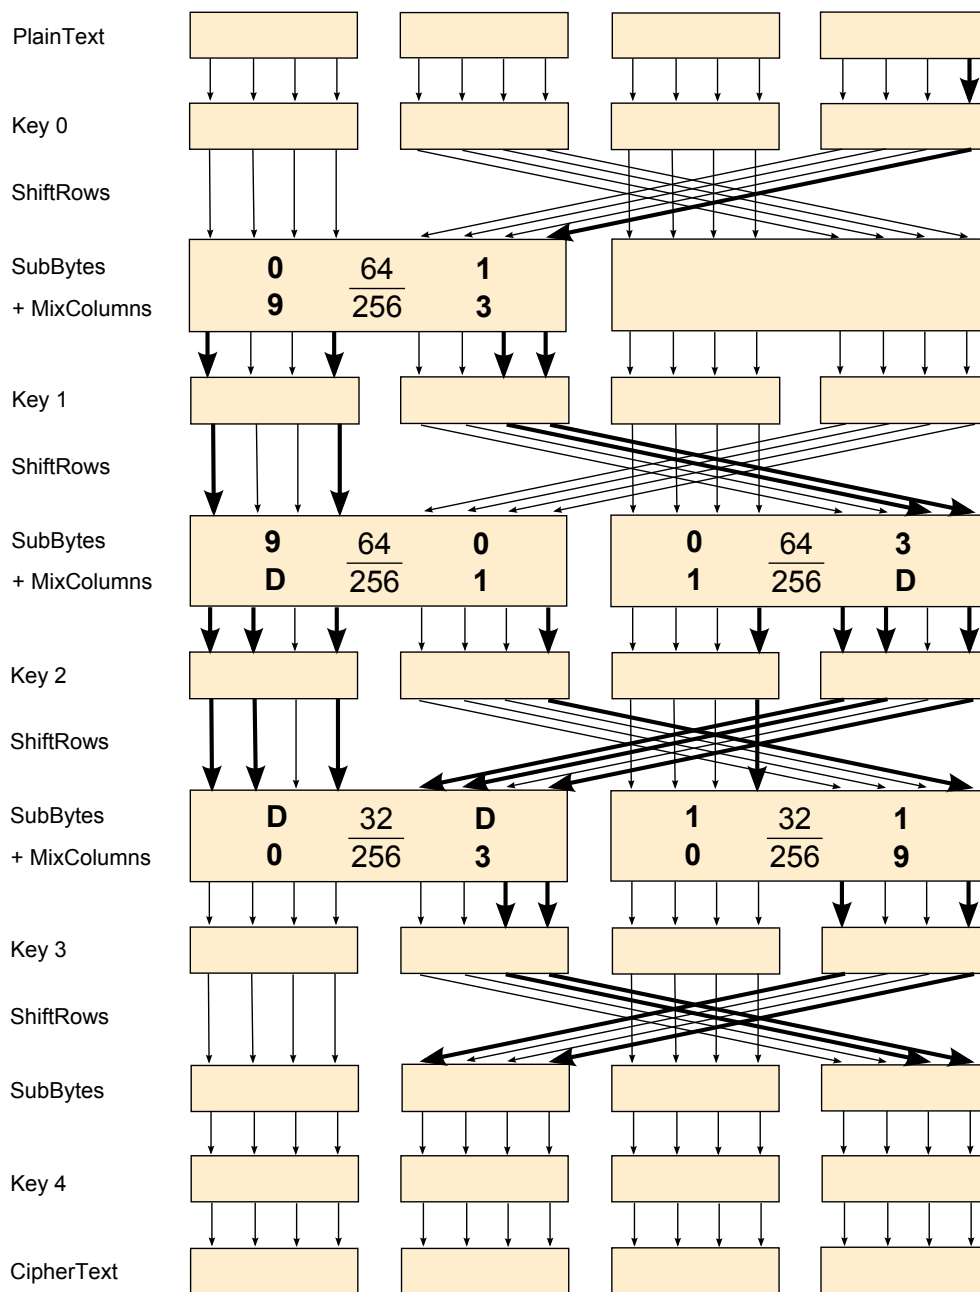 PlainText
Key 0
ShiftRows
SubBytes 0 64 1
+ MixColumns 9 256 3
Key 1
ShiftRows
SubBytes 9 64 0 0 64 3
+ MixColumns D 256 1 1 256 D
Key 2
ShiftRows
SubBytes D 32 D 1 32 1
+ MixColumns 0 256 3 0 256 9
Key 3
ShiftRows
SubBytes
Key 4
CipherText